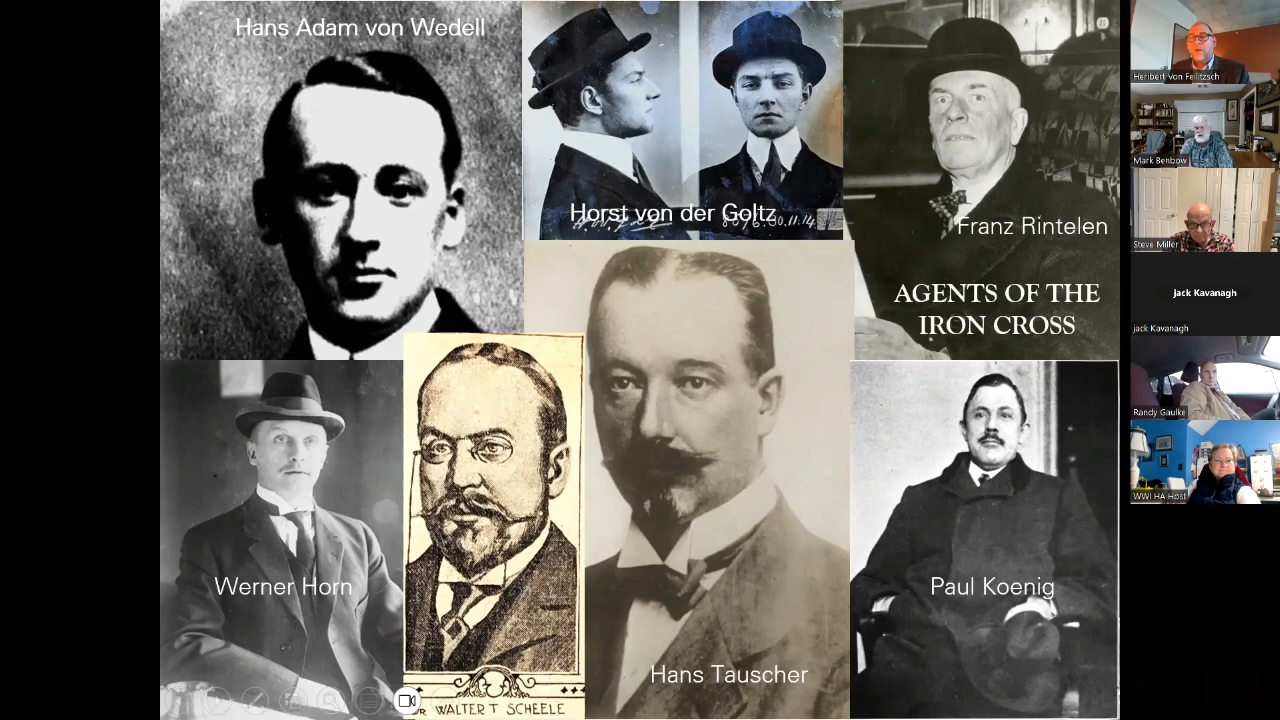 Hans Adam von Wedell
Horst von der Goltz
Franz Rintelen
AGENTS OF THE
IRON CROSS
Werner Horn
WALTER T SCHEELE
Hans Tauscher
Paul Koenig
Heribert von Feilitzsch
Mark Benbow
Steve Miller
Jack Kavanagh
jack Kavanagh
Randy Gaulke
WWI HA Host